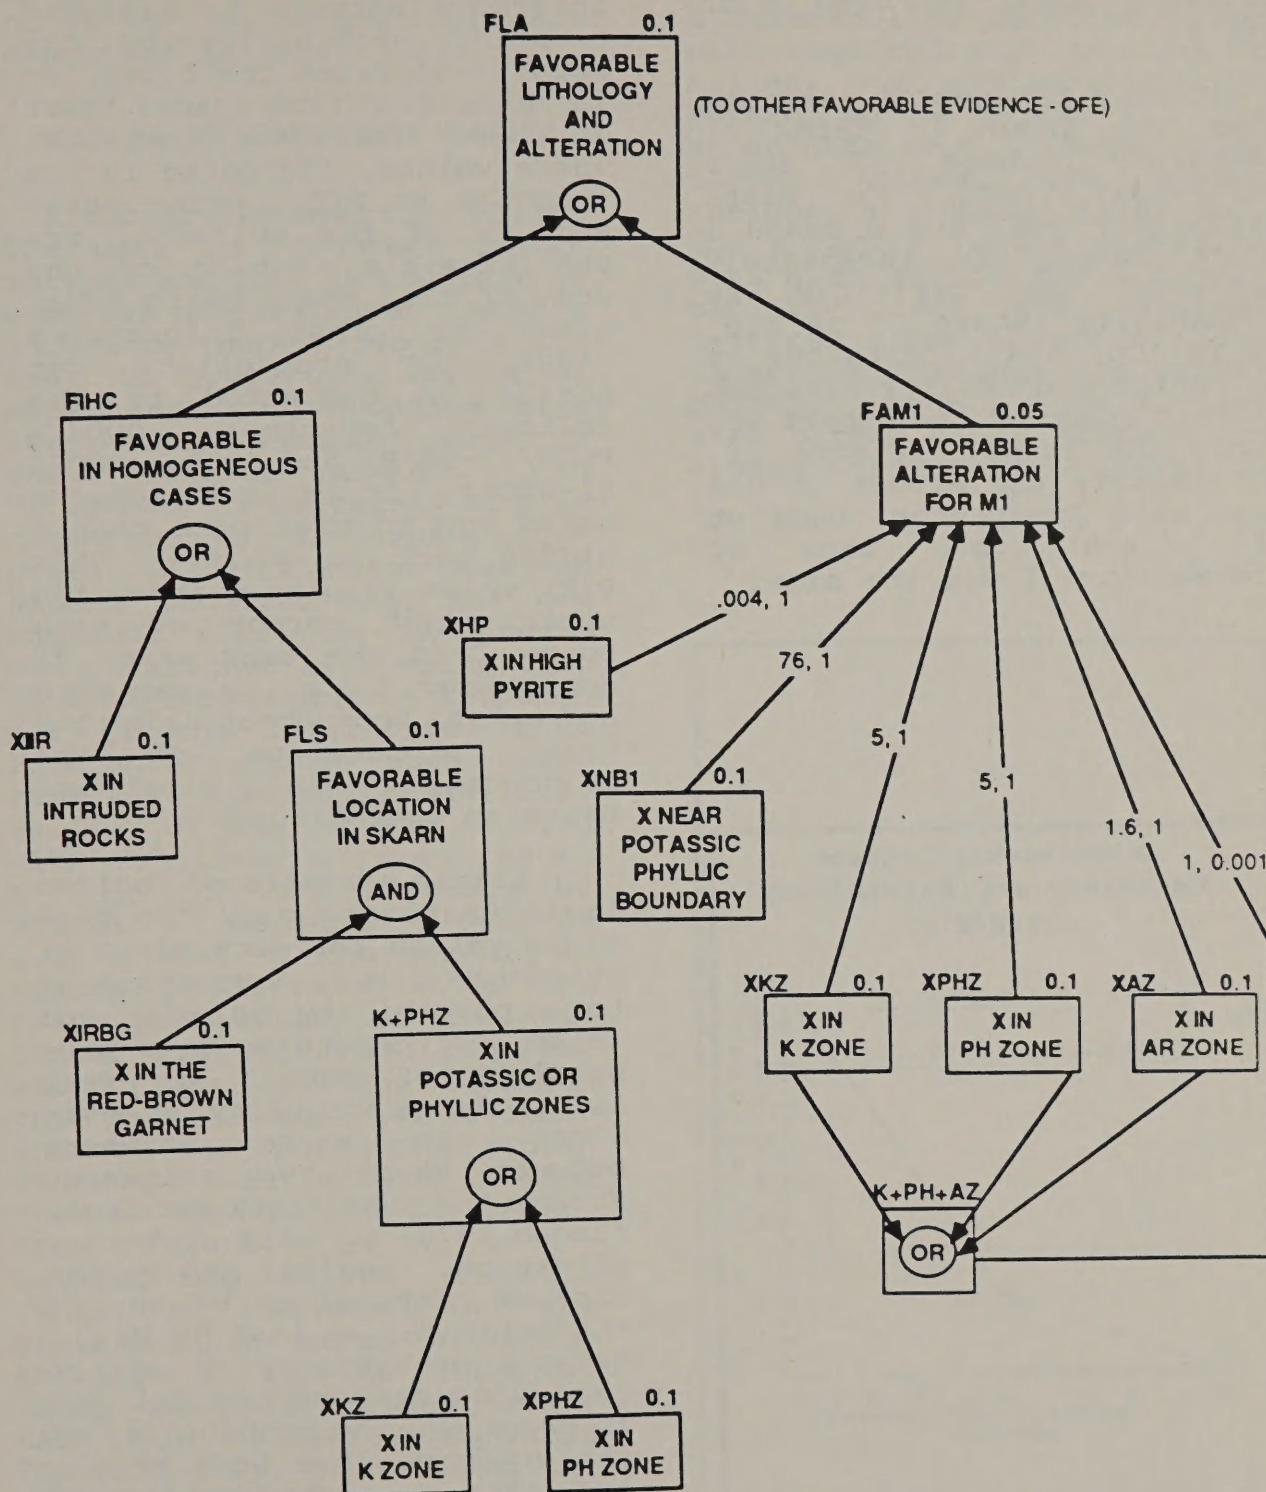 FLA 0.1
FAVORABLE
LITHOLOGY
AND
ALTERATION
OR
(TO OTHER FAVORABLE EVIDENCE - OFE)
FIHC 0.1
FAVORABLE
IN HOMOGENEOUS
CASES
OR
FAM1 0.05
FAVORABLE
ALTERATION
FOR M1
XHP 0.1
X IN HIGH
PYRITE
.004, 1
76, 1
5, 1
5, 1
1.6, 1
1, 0.001
XIIR 0.1
X IN
INTRUDED
ROCKS
FLS 0.1
FAVORABLE
LOCATION
IN SKARN
AND
XNB1 0.1
X NEAR
POTASSIC
PHYLLIC
BOUNDARY
XIRBG 0.1
X IN THE
RED-BROWN
GARNET
K+PHZ 0.1
X IN
POTASSIC OR
PHYLLIC ZONES
OR
XKZ 0.1
X IN
K ZONE
XPHZ 0.1
X IN
PH ZONE
XAZ 0.1
X IN
AR ZONE
K+PH+AZ
OR
XKZ 0.1
X IN
K ZONE
XPHZ 0.1
X IN
PH ZONE